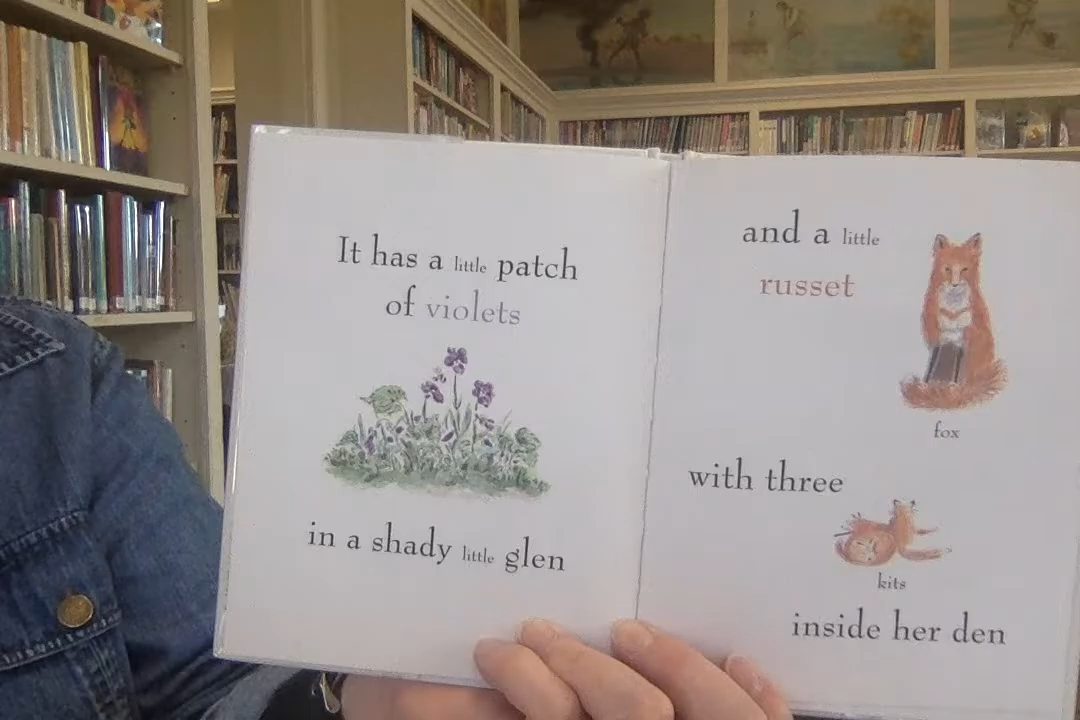 It has a little patch
of violets
in a shady little glen
and a little
russet
fox
with three
kits
inside her den